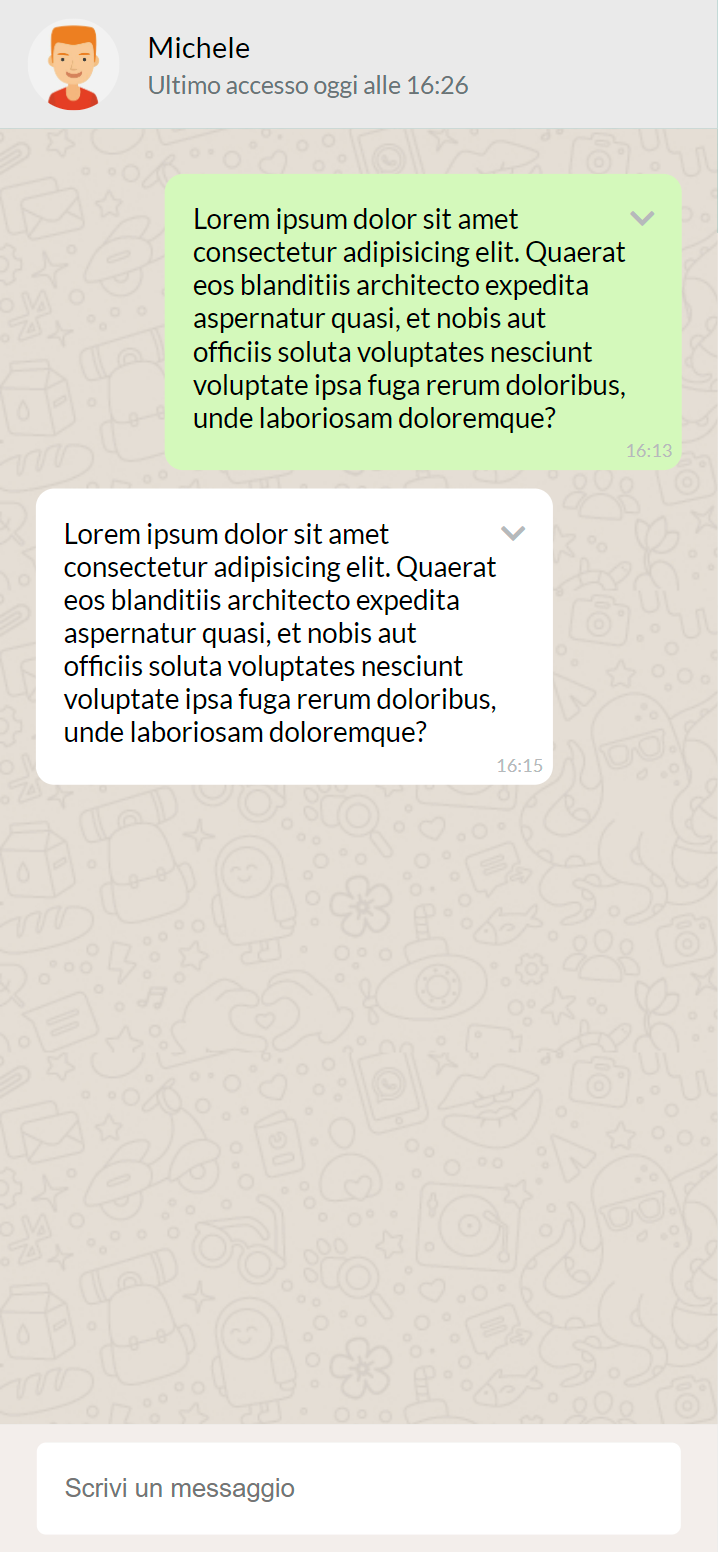 Michele
Ultimo accesso oggi alle 16:26
Lorem ipsum dolor sit amet
consectetur adipisicing elit. Quaerat
eos blanditiis architecto expedita
aspernatur quasi, et nobis aut
officiis soluta voluptates nesciunt
voluptate ipsa fuga rerum doloribus,
unde laboriosam doloremque?
16:13
Lorem ipsum dolor sit amet
consectetur adipisicing elit. Quaerat
eos blanditiis architecto expedita
aspernatur quasi, et nobis aut
officiis soluta voluptates nesciunt
voluptate ipsa fuga rerum doloribus,
unde laboriosam doloremque?
16:15
Scrivi un messaggio